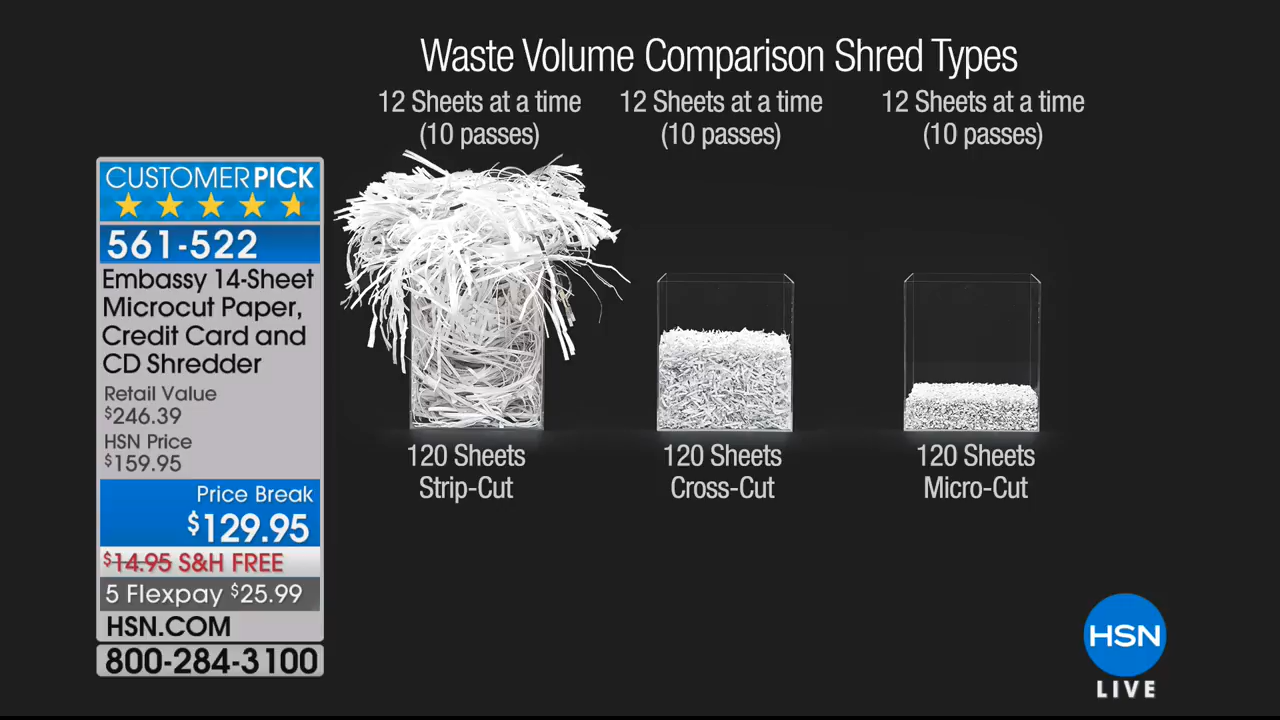 Waste Volume Comparison Shred Types
12 Sheets at a time
(10 passes)
12 Sheets at a time
(10 passes)
12 Sheets at a time
(10 passes)
120 Sheets
Strip-Cut
120 Sheets
Cross-Cut
120 Sheets
Micro-Cut
CUSTOMER PICK
561-522
Embassy 14-Sheet
Microcut Paper,
Credit Card and
CD Shredder
Retail Value
$246.39
HSN Price
$159.95
Price Break
$129.95
$14.95 S&H FREE
5 Flexpay $25.99
HSN.COM
800-284-3100
HSN
LIVE